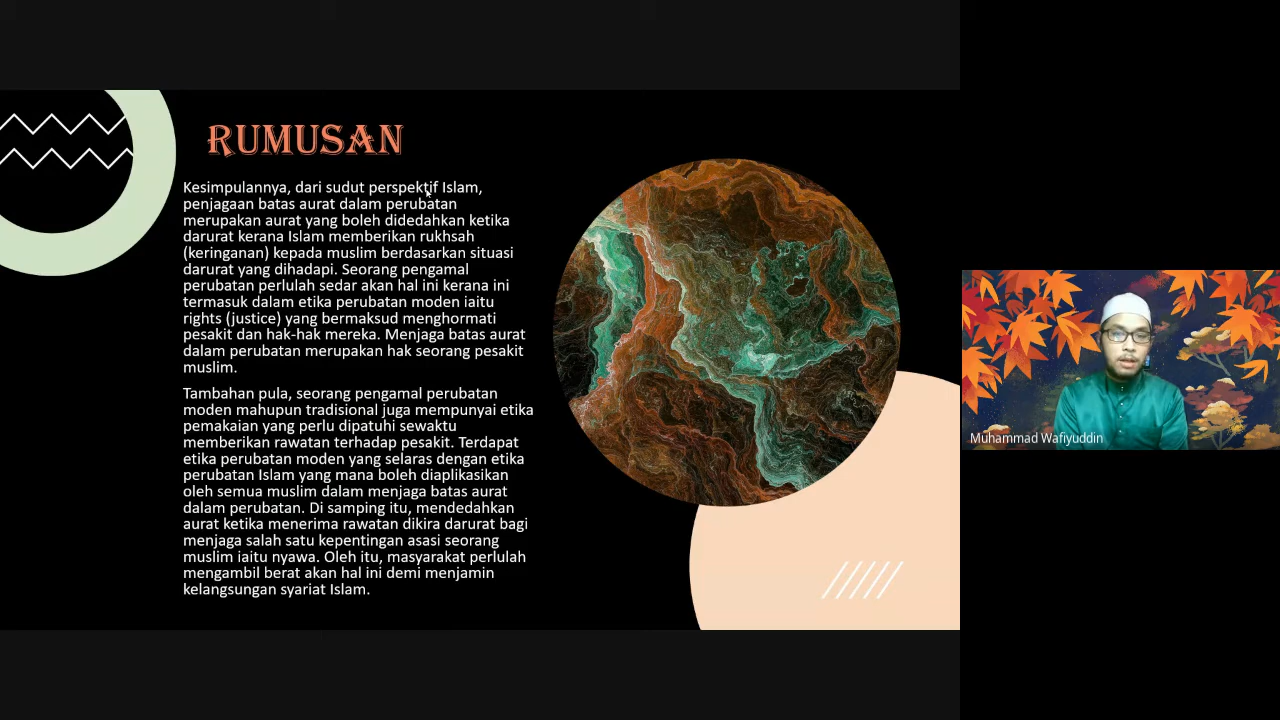 RUMUSAN
Kesimpulannya, dari sudut perspektif Islam,
penjagaan batas aurat dalam perubatan
merupakan aurat yang boleh didedahkan ketika
darurat kerana Islam memberikan rukhsah
(keringanan) kepada muslim berdasarkan situasi
darurat yang dihadapi. Seorang pengamal
perubatan perlulah sedar akan hal ini kerana ini
termasuk dalam etika perubatan moden iaitu
rights (justice) yang bermaksud menghormati
pesakit dan hak-hak mereka. Menjaga batas aurat
dalam perubatan merupakan hak seorang pesakit
muslim.
Tambahan pula, seorang pengamal perubatan
moden mahupun tradisional juga mempunyai etika
pemakaian yang perlu dipatuhi sewaktu
memberikan rawatan terhadap pesakit. Terdapat
etika perubatan moden yang selaras dengan etika
perubatan Islam yang mana boleh diaplikasikan
oleh semua muslim dalam menjaga batas aurat
dalam perubatan. Di samping itu, mendedahkan
aurat ketika menerima rawatan dikira darurat bagi
menjaga salah satu kepentingan asasi seorang
muslim iaitu nyawa. Oleh itu, masyarakat perlulah
mengambil berat akan hal ini demi menjamin
kelangsungan syariat Islam.
Muhammad Wafiyuddin